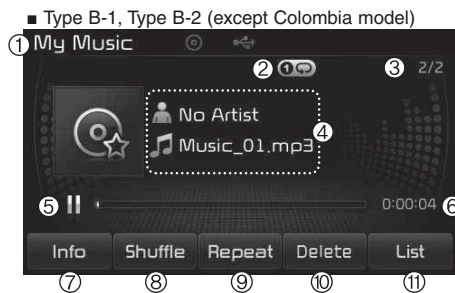 ■ Type B-1, Type B-2 (except Colombia model)
① My Music
② 1 ③ 2/2
No Artist
④
Music_01.mp3
⑤ 0:00:04 ⑥
Info Shuffle Repeat Delete List
⑦ ⑧ ⑨ ⑩ ⑪